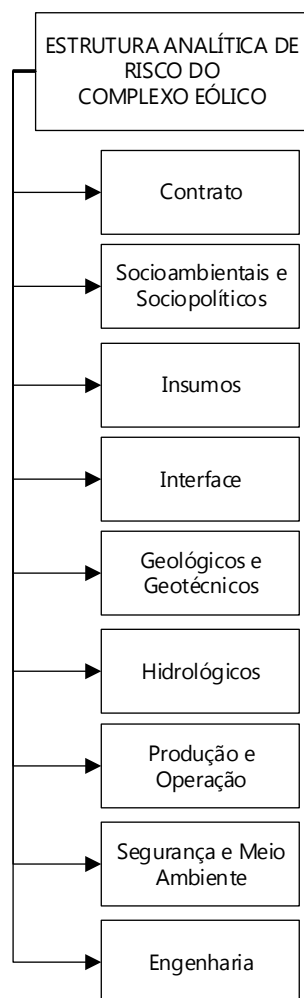 ESTRUTURA ANALÍTICA DE
RISCO DO
COMPLEXO EÓLICO
Contrato
Socioambientais e
Sociopolíticos
Insumos
Interface
Geológicos e
Geotécnicos
Hidrológicos
Produção e
Operação
Segurança e Meio
Ambiente
Engenharia